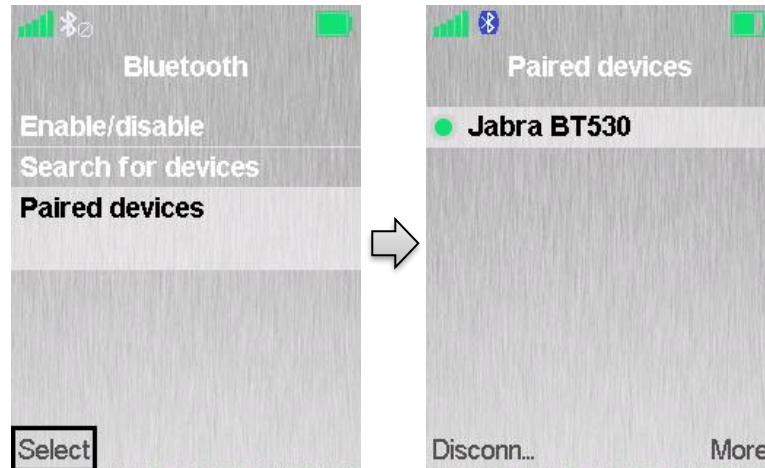 Bluetooth
Enable/disable
Search for devices
Paired devices
Select
Paired devices
Jabra BT530
Disconn...
More